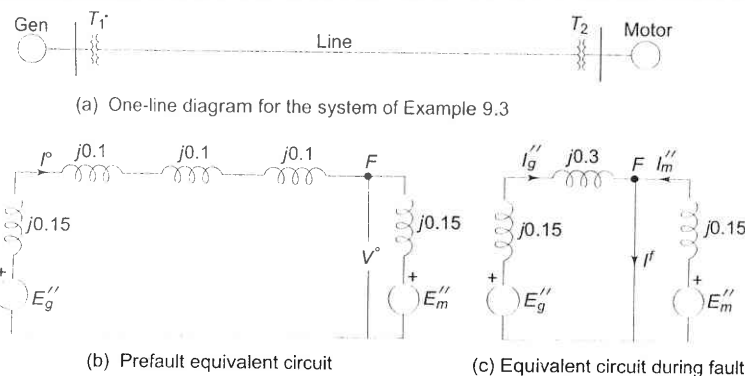 Gen
T₁
T₂
Motor
Line
(a) One-line diagram for the system of Example 9.3
I°
j0.1
j0.1
j0.1
F
j0.15
+
E″g
V°
j0.15
+
E″m
(b) Prefault equivalent circuit
I″g
j0.3
F
I″m
j0.15
+
E″g
I^f
j0.15
+
E″m
(c) Equivalent circuit during fault